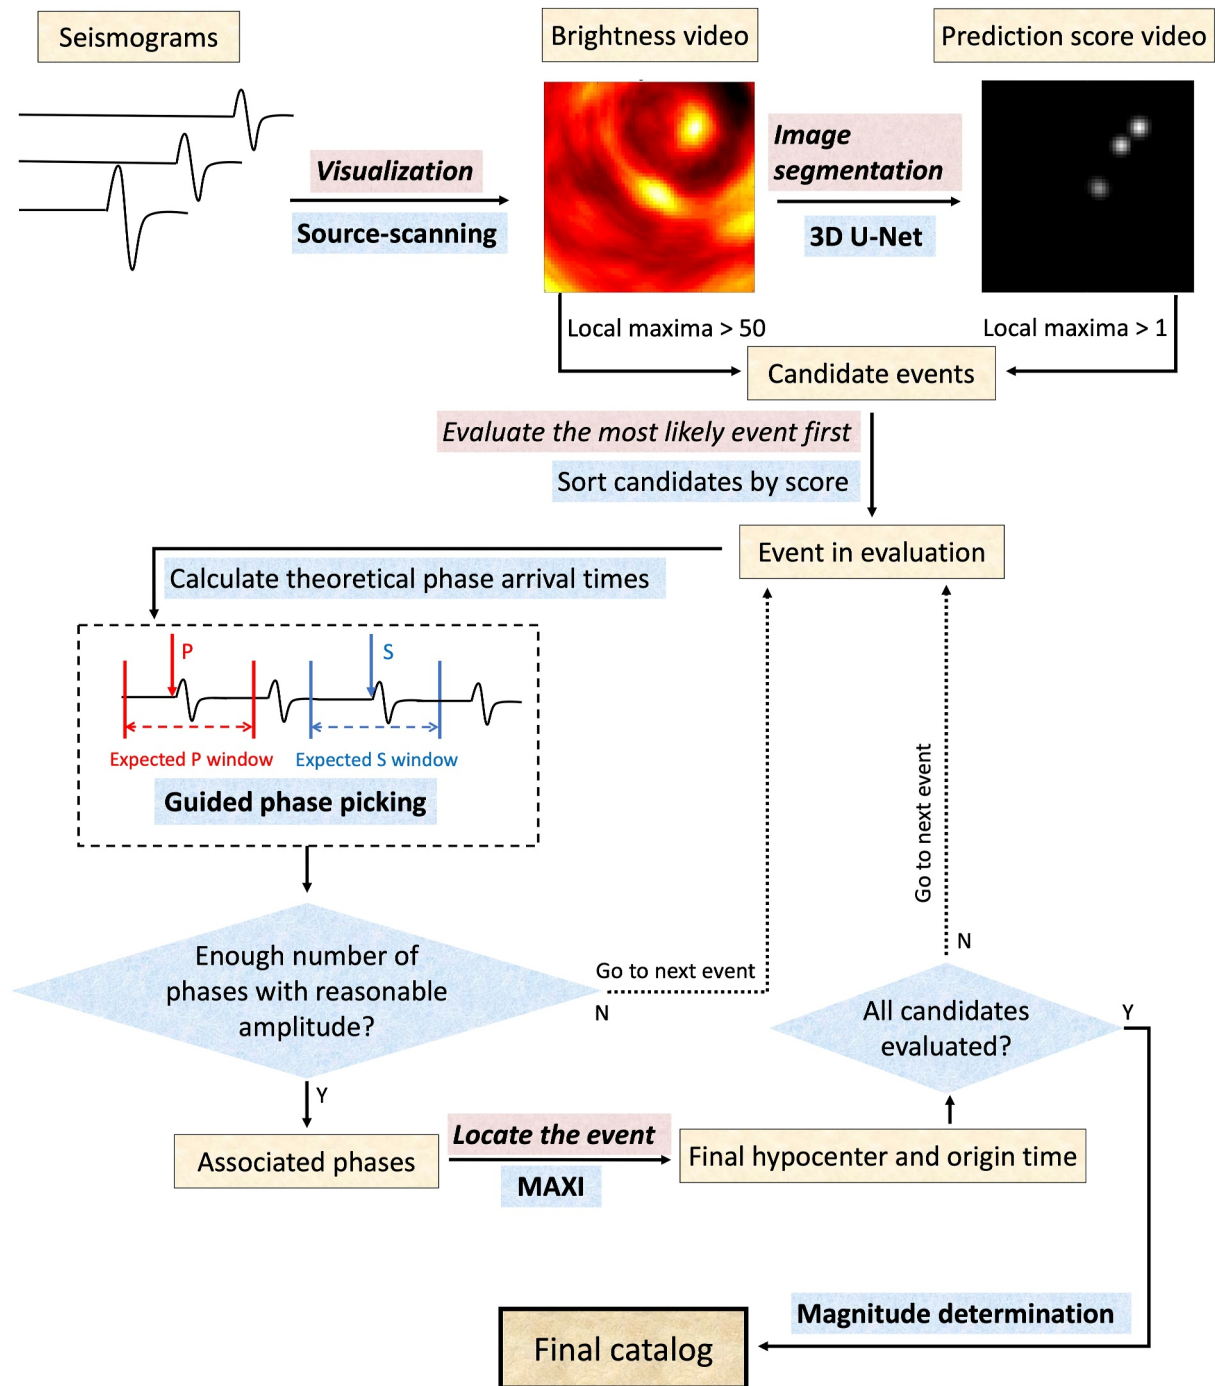 Seismograms
Brightness video
Prediction score video
Visualization
Source-scanning
Image
segmentation
3D U-Net
Local maxima > 50
Local maxima > 1
Candidate events
Evaluate the most likely event first
Sort candidates by score
Event in evaluation
Calculate theoretical phase arrival times
P
S
Expected P window
Expected S window
Guided phase picking
Enough number of
phases with reasonable
amplitude?
Go to next event
N
Go to next event
N
All candidates
evaluated?
Y
Y
Associated phases
Locate the event
MAXI
Final hypocenter and origin time
Magnitude determination
Final catalog